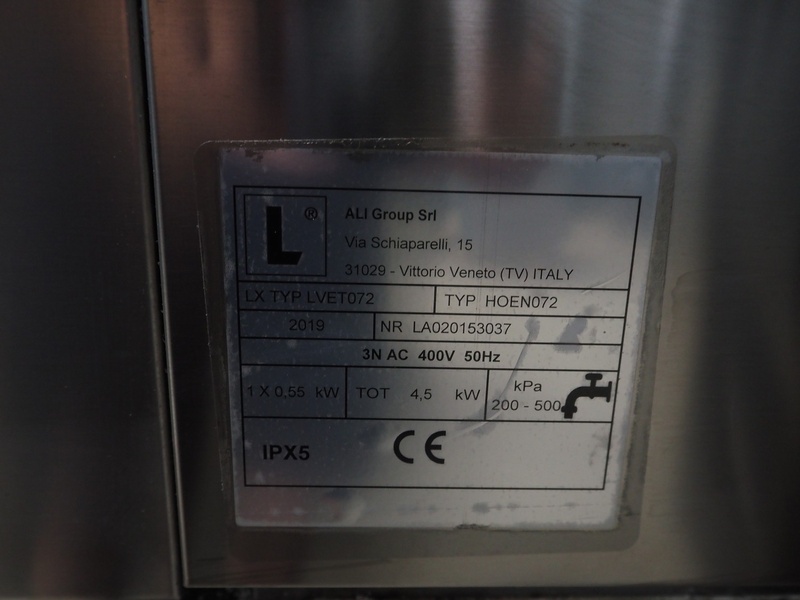 L®
ALI Group Srl
Via Schiaparelli, 15
31029 - Vittorio Veneto (TV) ITALY
LX TYP LVET072 TYP HOEN072
2019 NR LA020153037
3N AC 400V 50Hz
1 X 0,55 kW TOT 4,5 kW kPa
200 - 500
IPX5 CE